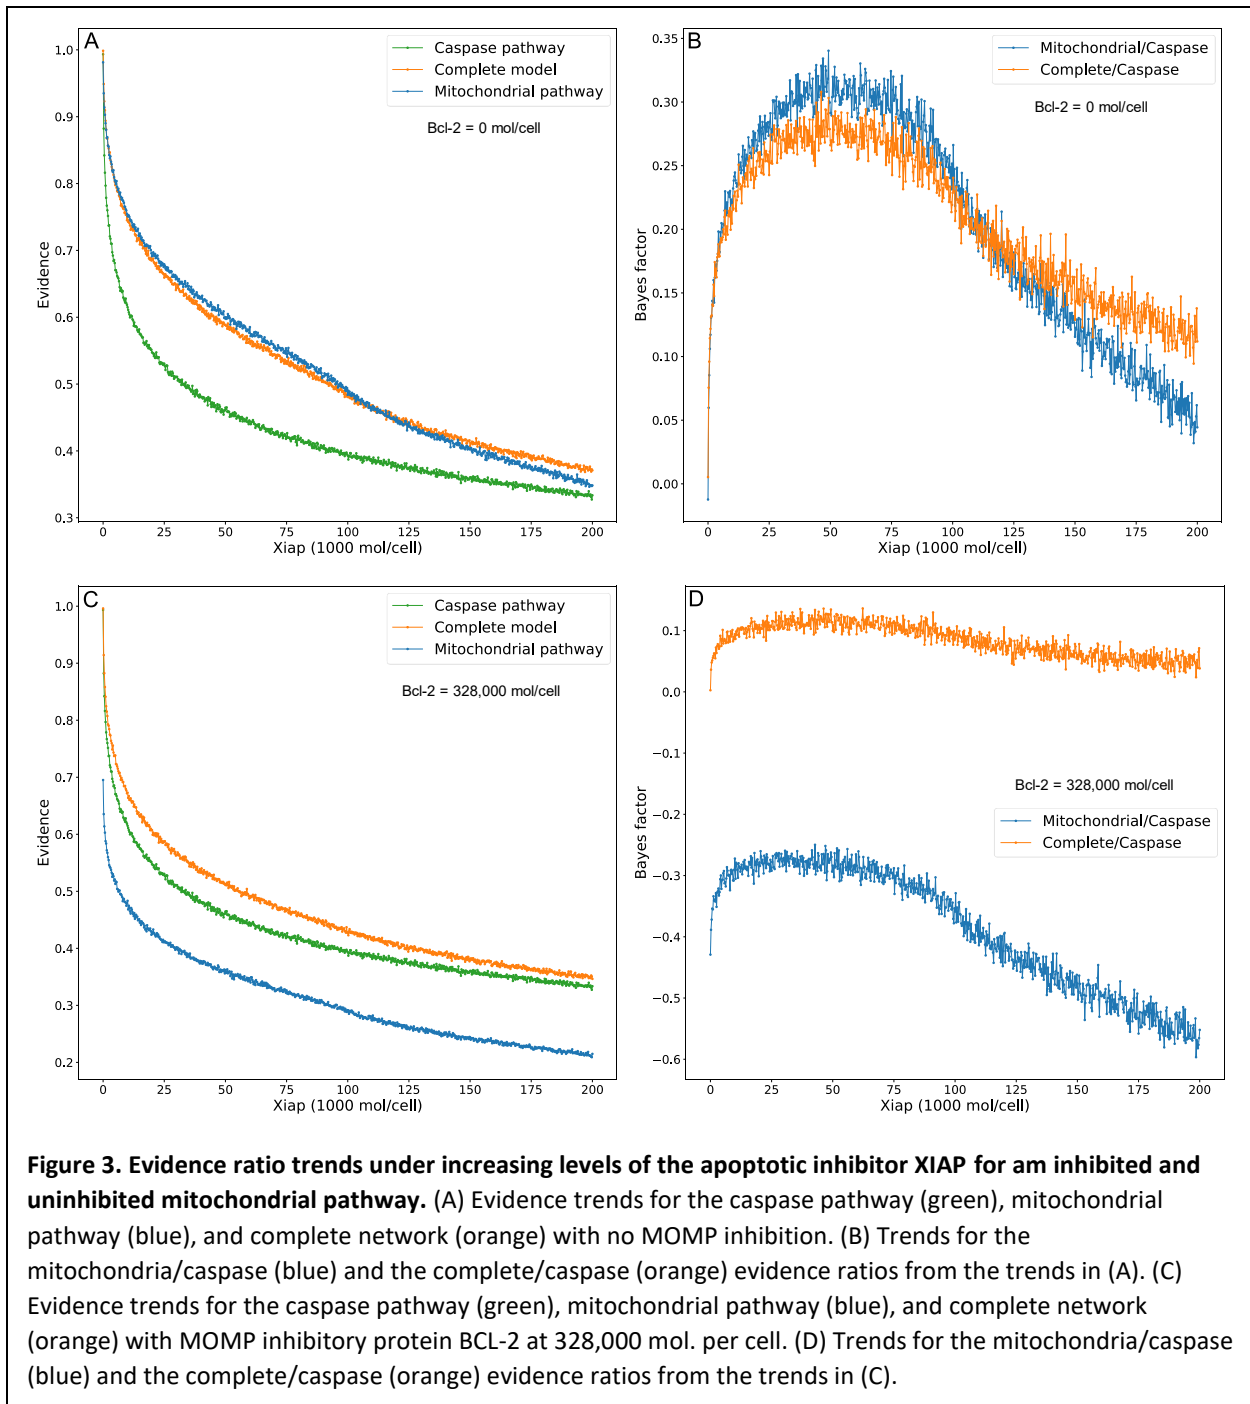 A
Caspase pathway
Complete model
Mitochondrial pathway
Bcl-2 = 0 mol/cell
1.0
0.9
0.8
0.7
0.6
0.5
0.4
0.3
Evidence
0 25 50 75 100 125 150 175 200
Xiap (1000 mol/cell)
B
Mitochondrial/Caspase
Complete/Caspase
Bcl-2 = 0 mol/cell
0.35
0.30
0.25
0.20
0.15
0.10
0.05
0.00
Bayes factor
0 25 50 75 100 125 150 175 200
Xiap (1000 mol/cell)
C
Caspase pathway
Complete model
Mitochondrial pathway
Bcl-2 = 328,000 mol/cell
1.0
0.9
0.8
0.7
0.6
0.5
0.4
0.3
0.2
Evidence
0 25 50 75 100 125 150 175 200
Xiap (1000 mol/cell)
D
0.1
0.0
−0.1
−0.2
−0.3
−0.4
−0.5
−0.6
Bayes factor
Bcl-2 = 328,000 mol/cell
Mitochondrial/Caspase
Complete/Caspase
0 25 50 75 100 125 150 175 200
Xiap (1000 mol/cell)
Figure 3. Evidence ratio trends under increasing levels of the apoptotic inhibitor XIAP for am inhibited and
uninhibited mitochondrial pathway. (A) Evidence trends for the caspase pathway (green), mitochondrial
pathway (blue), and complete network (orange) with no MOMP inhibition. (B) Trends for the
mitochondria/caspase (blue) and the complete/caspase (orange) evidence ratios from the trends in (A). (C)
Evidence trends for the caspase pathway (green), mitochondrial pathway (blue), and complete network
(orange) with MOMP inhibitory protein BCL-2 at 328,000 mol. per cell. (D) Trends for the mitochondria/caspase
(blue) and the complete/caspase (orange) evidence ratios from the trends in (C).